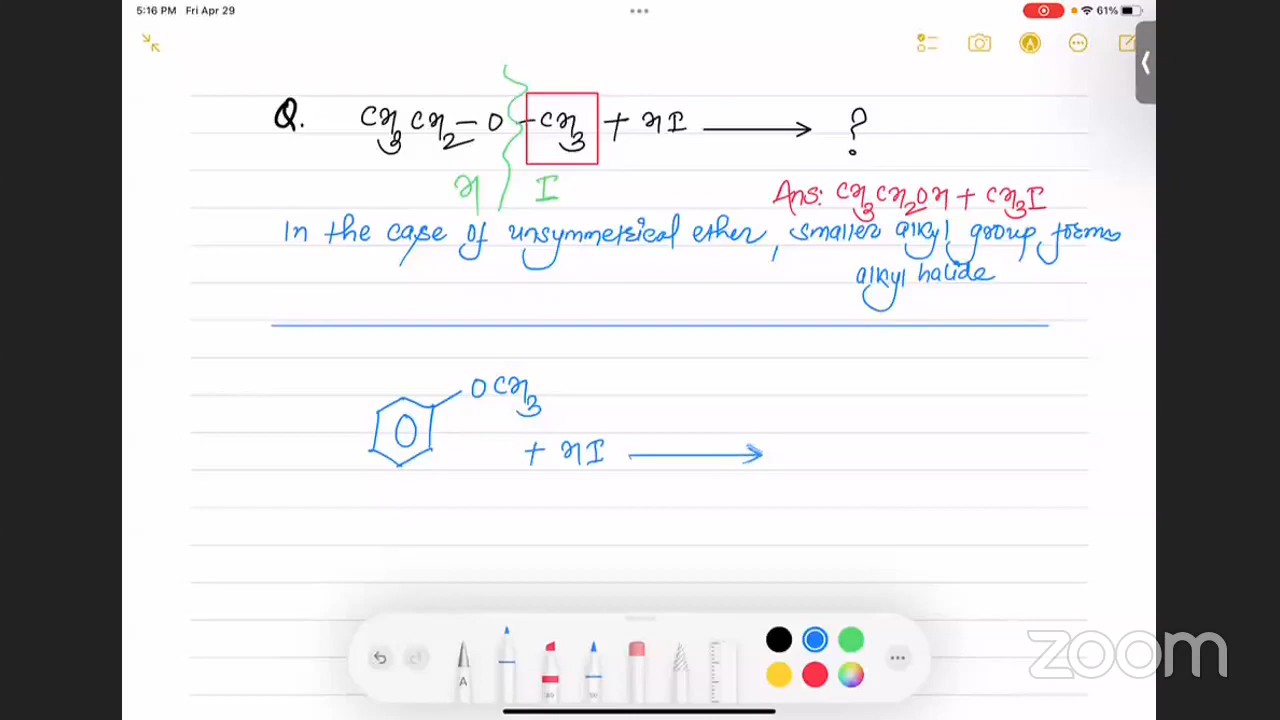 5:16 PM Fri Apr 29
61%
Q. CH3CH2-O-CH3 + HI ⟶ ?
H I
Ans: CH3CH2OH + CH3I
In the case of unsymmetrical ether, smaller alkyl group forms
alkyl halide
OCH3
+ HI ⟶
A
zoom